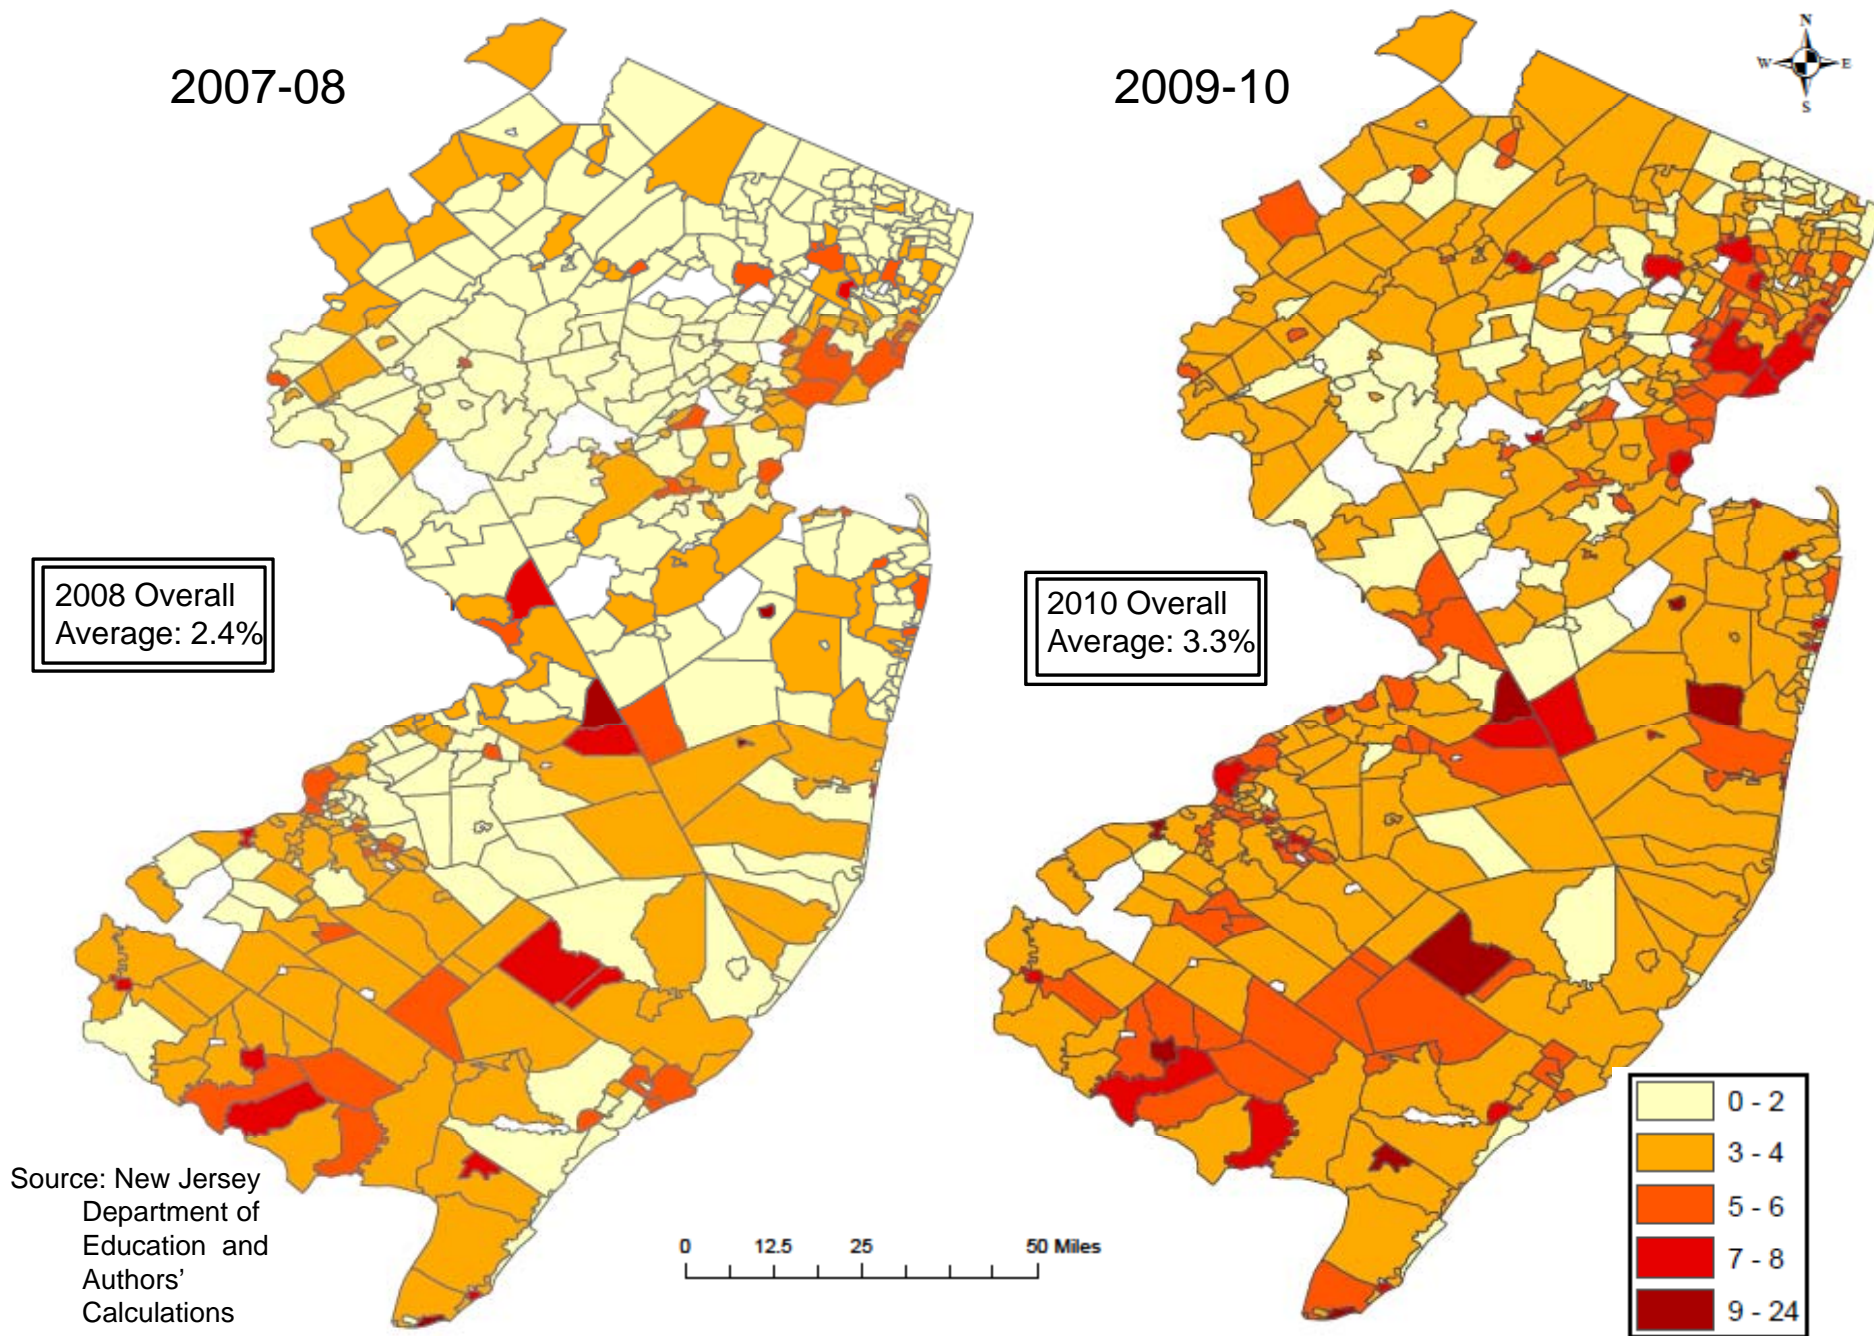 2007-08
2009-10
N
W
E
S
2008 Overall
Average: 2.4%
2010 Overall
Average: 3.3%
Source: New Jersey
Department of
Education and
Authors’
Calculations
0 12.5 25 50 Miles
0 - 2
3 - 4
5 - 6
7 - 8
9 - 24